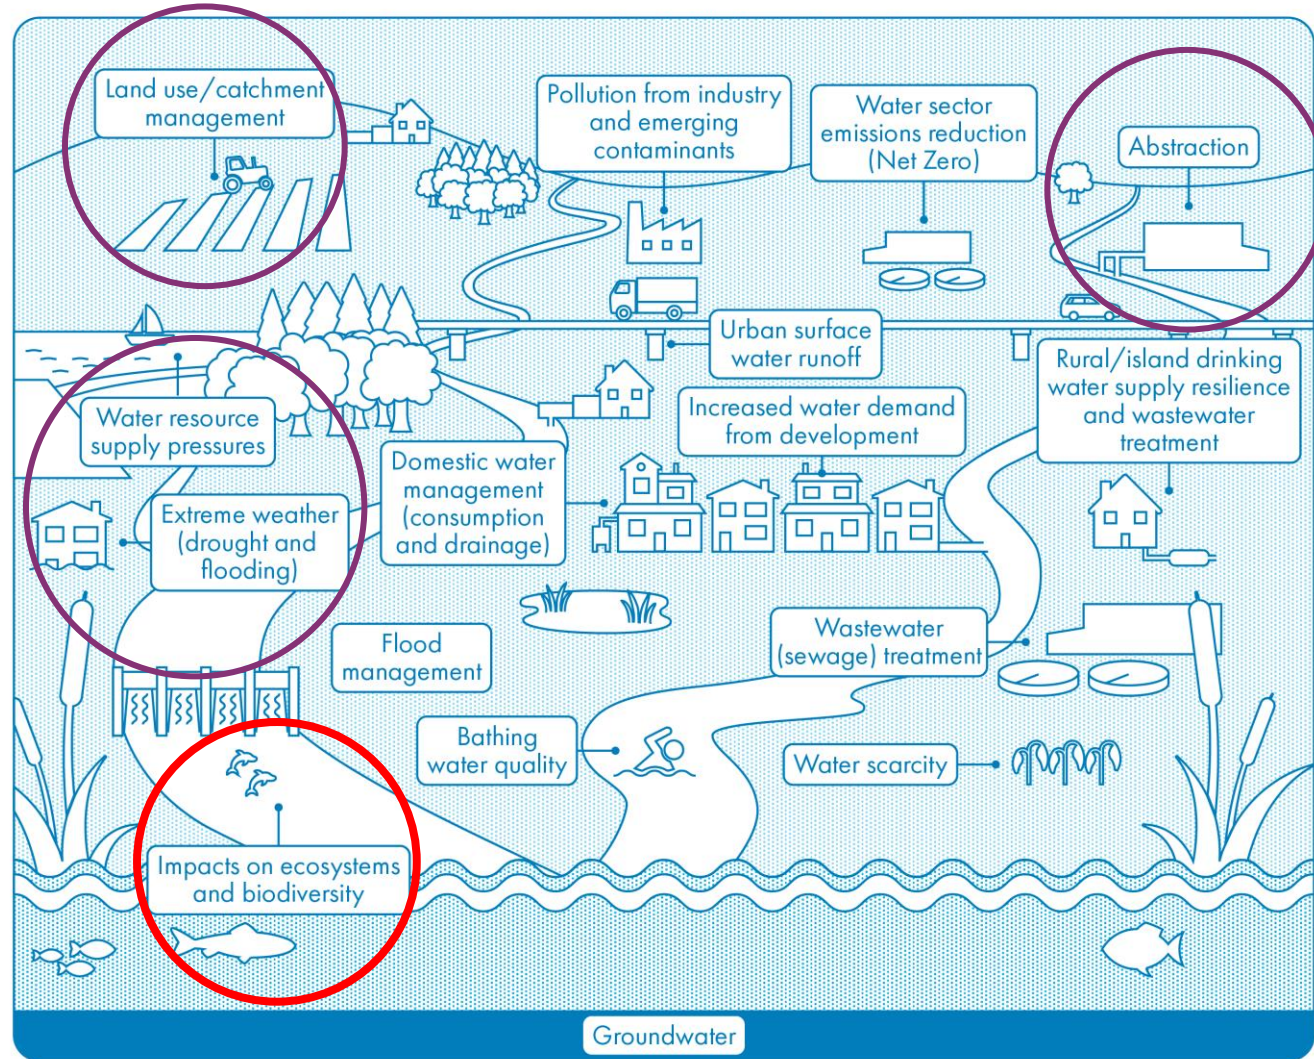 Land use/catchment
management
Pollution from industry
and emerging
contaminants
Water sector
emissions reduction
(Net Zero)
Abstraction
Urban surface
water runoff
Rural/island drinking
water supply resilience
and wastewater
treatment
Water resource
supply pressures
Increased water demand
from development
Domestic water
management
(consumption
and drainage)
Extreme weather
(drought and
flooding)
Flood
management
Wastewater
(sewage) treatment
Bathing
water quality
Water scarcity
Impacts on ecosystems
and biodiversity
Groundwater